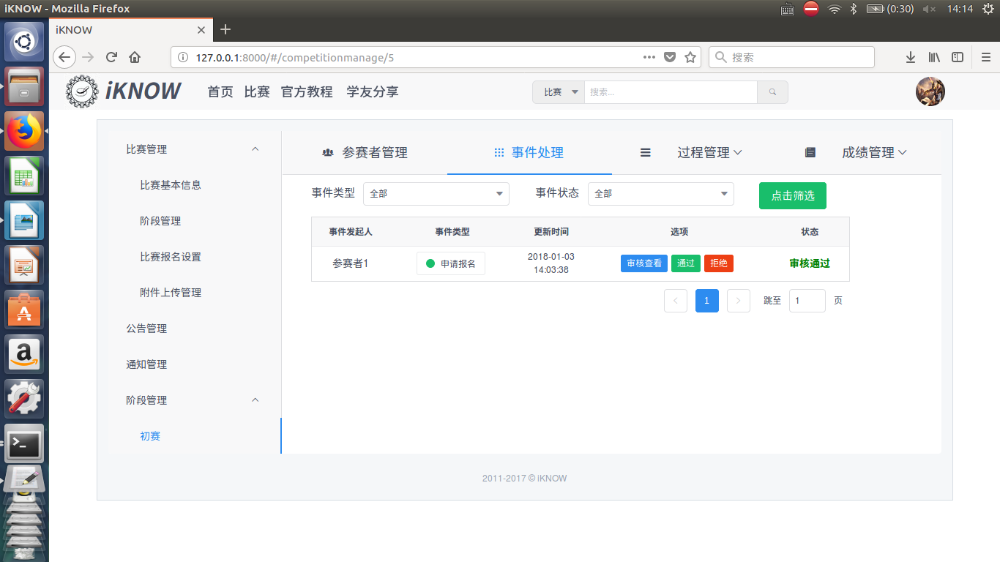 iKNOW - Mozilla Firefox
(0:30)
14:14
iKNOW
127.0.0.1:8000/#/competitionmanage/5
搜索
iKNOW
首页 比赛 官方教程 学友分享
比赛
搜索...
比赛管理
比赛基本信息
阶段管理
比赛报名设置
附件上传管理
公告管理
通知管理
阶段管理
初赛
参赛者管理 事件处理 过程管理 成绩管理
事件类型 全部 事件状态 全部 点击筛选
事件发起人 事件类型 更新时间 选项 状态
参赛者1 申请报名 2018-01-03 14:03:38 审核查看 通过 拒绝 审核通过
1 跳至 1 页
2011-2017 © iKNOW